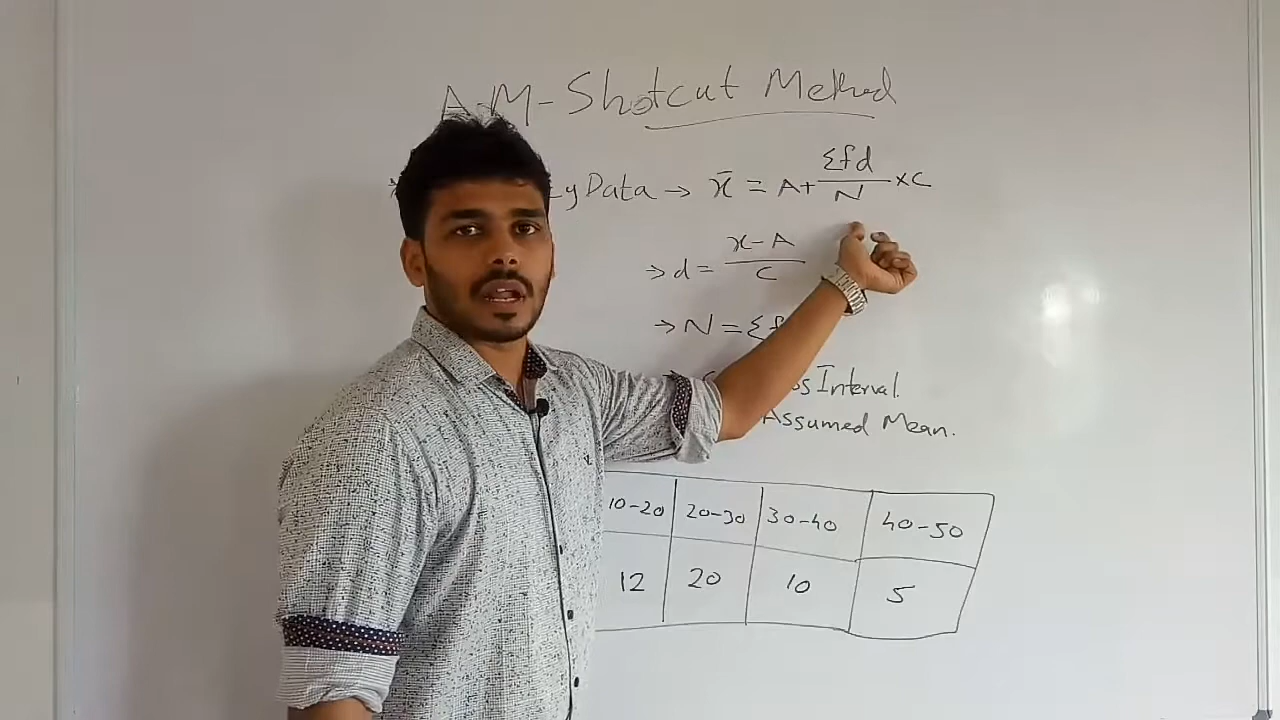 A.M-Shotcut Method
Data → x̄ = A + Σfd/N × C
→ d = x-A/C
→ N = Σf
Interval.
Assumed Mean.
10-20 20-30 30-40 40-50
12 20 10 5